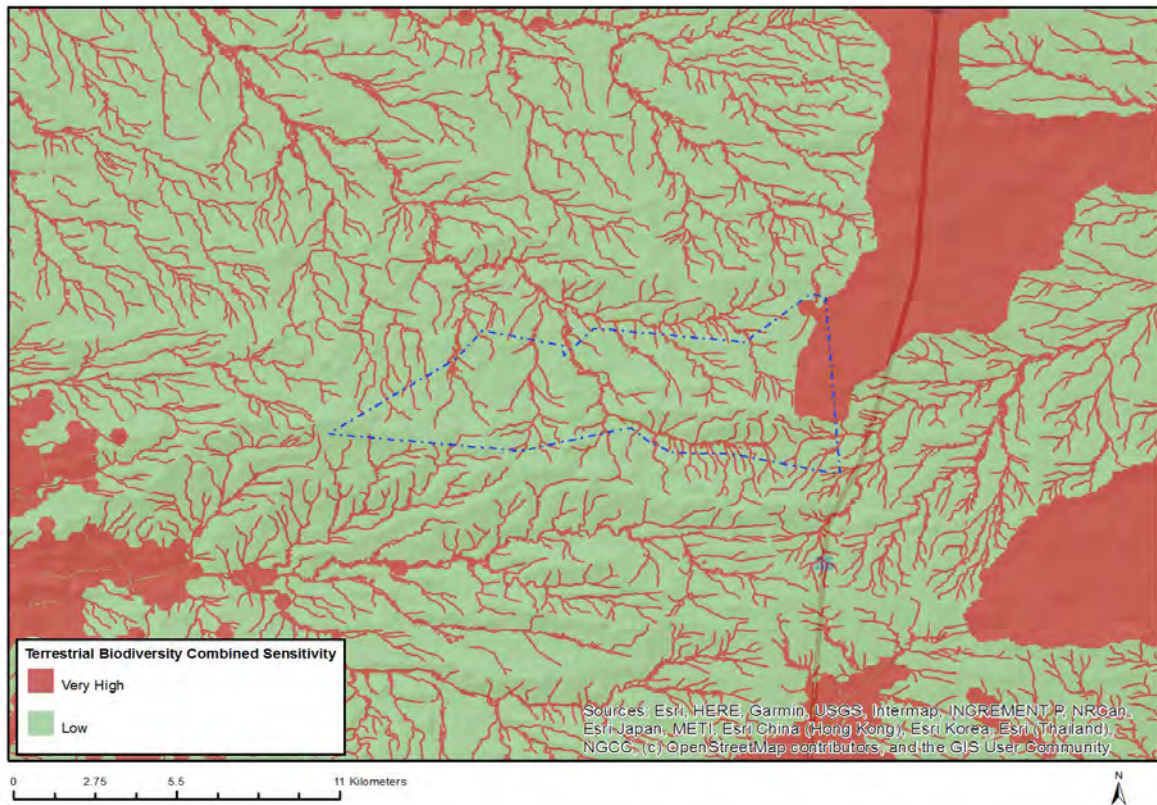 Terrestrial Biodiversity Combined Sensitivity
Very High
Low
Sources: Esri, HERE, Garmin, USGS, Intermap, INCREMENT P, NRCan,
Esri Japan, METI, Esri China (Hong Kong), Esri Korea, Esri (Thailand),
NGCC, (c) OpenStreetMap contributors, and the GIS User Community
0 2.75 5.5 11 Kilometers
N